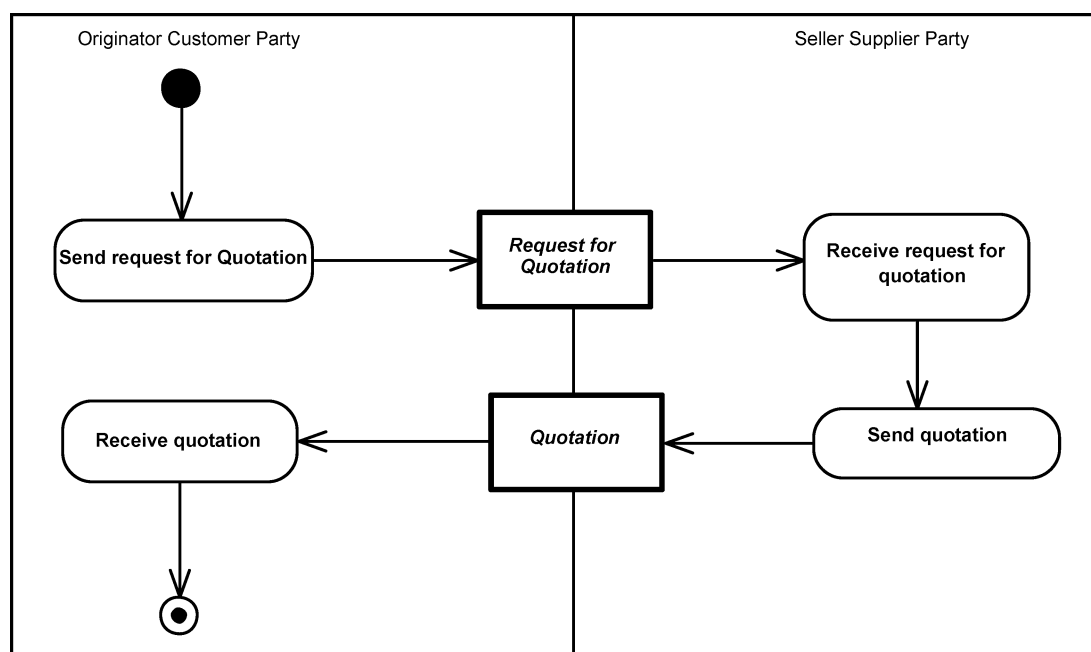 Originator Customer Party
Seller Supplier Party
Send request for Quotation
Request for
Quotation
Receive request for
quotation
Receive quotation
Quotation
Send quotation